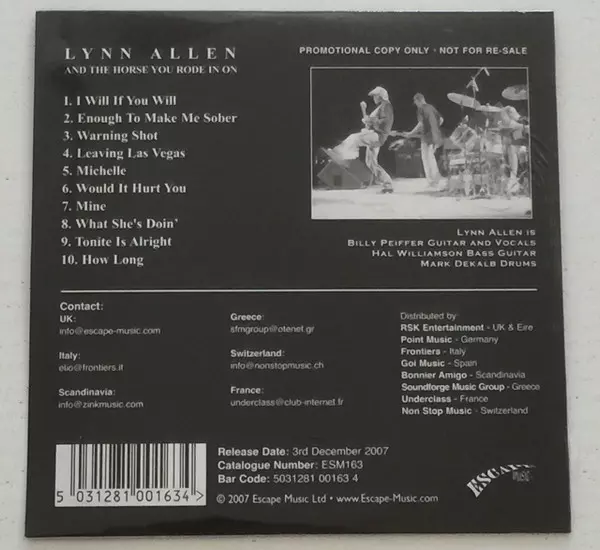 LYNN ALLEN
AND THE HORSE YOU RODE IN ON
PROMOTIONAL COPY ONLY • NOT FOR RE-SALE
1. I Will If You Will
2. Enough To Make Me Sober
3. Warning Shot
4. Leaving Las Vegas
5. Michelle
6. Would It Hurt You
7. Mine
8. What She's Doin'
9. Tonite Is Alright
10. How Long
LYNN ALLEN IS
BILLY PEIFFER GUITAR AND VOCALS
HAL WILLIAMSON BASS GUITAR
MARK DEKALB DRUMS
Contact:
UK:
info@escape-music.com
Italy:
elio@frontiers.it
Scandinavia:
info@zinkmusic.com
Greece:
sfmgroup@otenet.gr
Switzerland:
info@nonstopmusic.ch
France:
underclass@club-internet.fr
Distributed by
RSK Entertainment - UK & Eire
Point Music - Germany
Frontiers - Italy
Goi Music - Spain
Bonnier Amigo - Scandinavia
Soundforge Music Group - Greece
Underclass - France
Non Stop Music - Switzerland
5 031281 001634 >
Release Date: 3rd December 2007
Catalogue Number: ESM163
Bar Code: 5031281 00163 4
© 2007 Escape Music Ltd • www.Escape-Music.com
ESCAPE
MUSIC